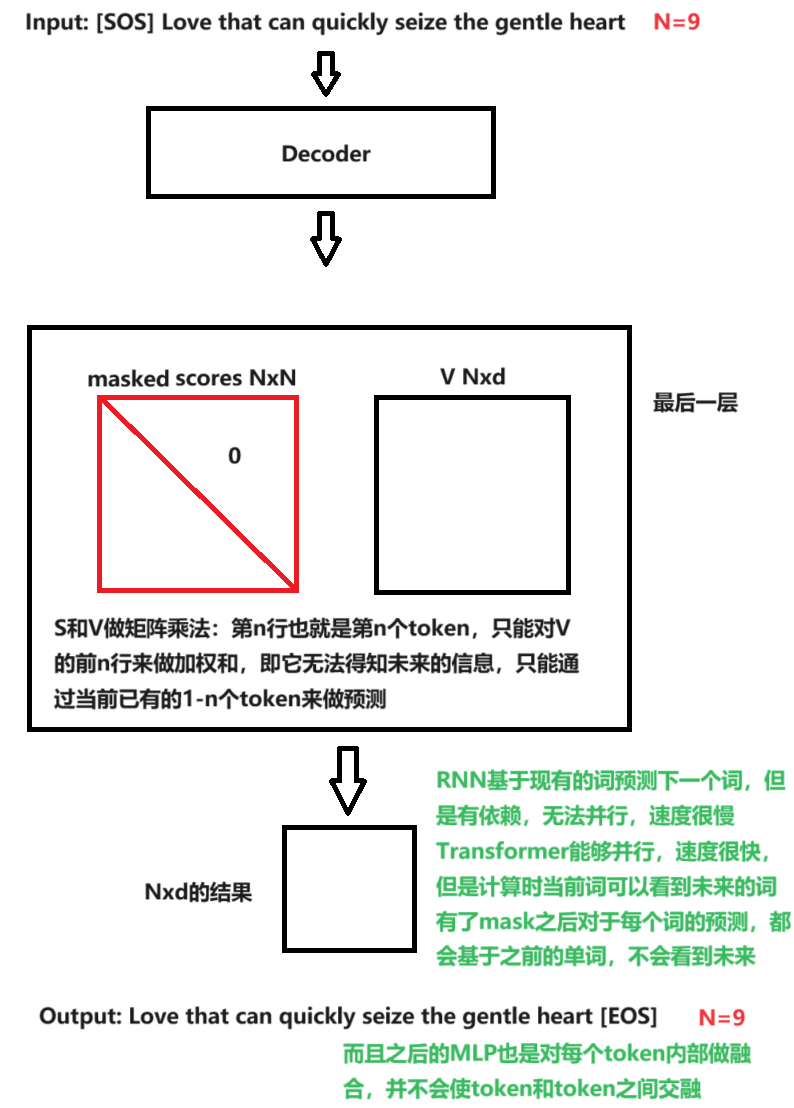 Input: [SOS] Love that can quickly seize the gentle heart N=9
Decoder
masked scores NxN
V Nxd
0
最后一层
S和V做矩阵乘法：第n行也就是第n个token，只能对V
的前n行来做加权和，即它无法得知未来的信息，只能通
过当前已有的1-n个token来做预测
RNN基于现有的词预测下一个词，但
是有依赖，无法并行，速度很慢
Transformer能够并行，速度很快，
但是计算时当前词可以看到未来的词
有了mask之后对于每个词的预测，都
会基于之前的单词，不会看到未来
Nxd的结果
Output: Love that can quickly seize the gentle heart [EOS] N=9
而且之后的MLP也是对每个token内部做融
合，并不会使token和token之间交融